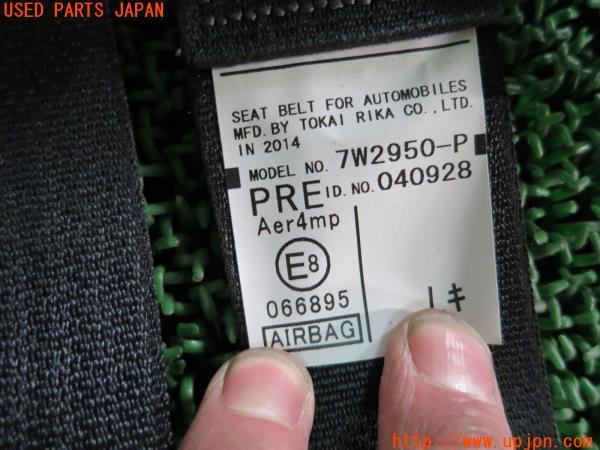 USED PARTS JAPAN
SEAT BELT FOR AUTOMOBILES
MFD. BY TOKAI RIKA CO., LTD.
IN 2014
MODEL NO. 7W2950-P
PRE ID. NO. 040928
Aer4mp
E8
066895
AIRBAG
キ
http://www.upjpn.com/